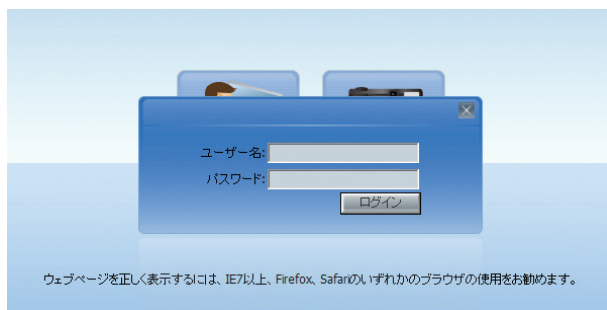 ユーザー名:
パスワード:
ログイン
ウェブページを正しく表示するには、IE7以上、Firefox、Safariのいずれかのブラウザの使用をお勧めます。